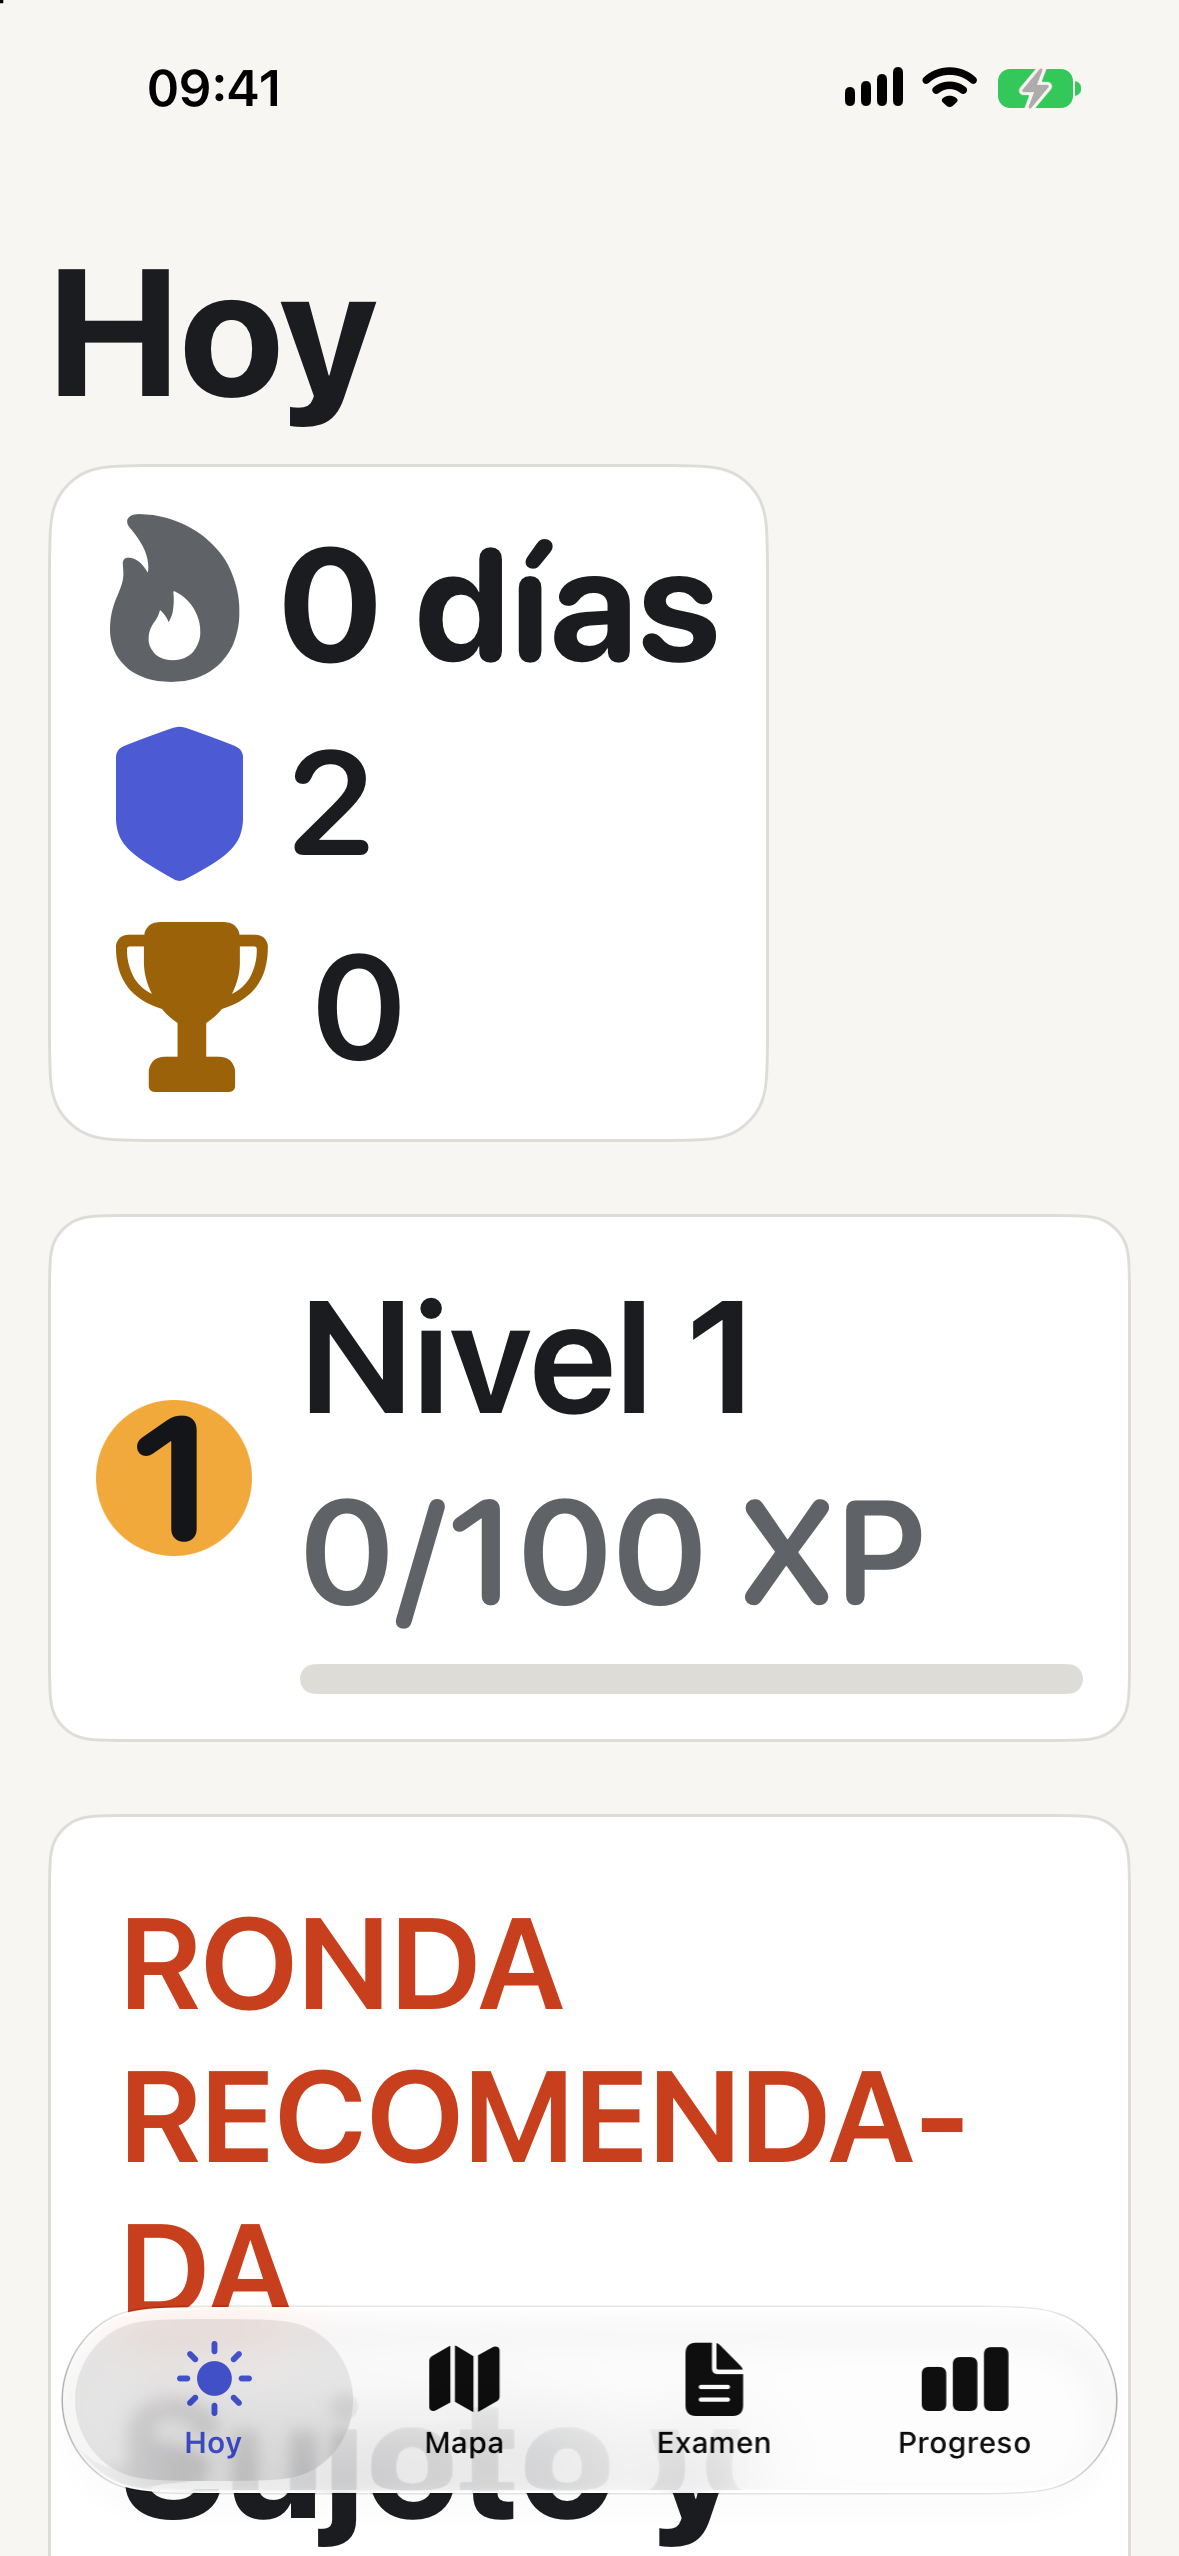 09:41
Hoy
0 días
2
0
Nivel 1
1
0/100 XP
RONDA
RECOMENDA-
DA
Sujeto y
Hoy
Mapa
Examen
Progreso